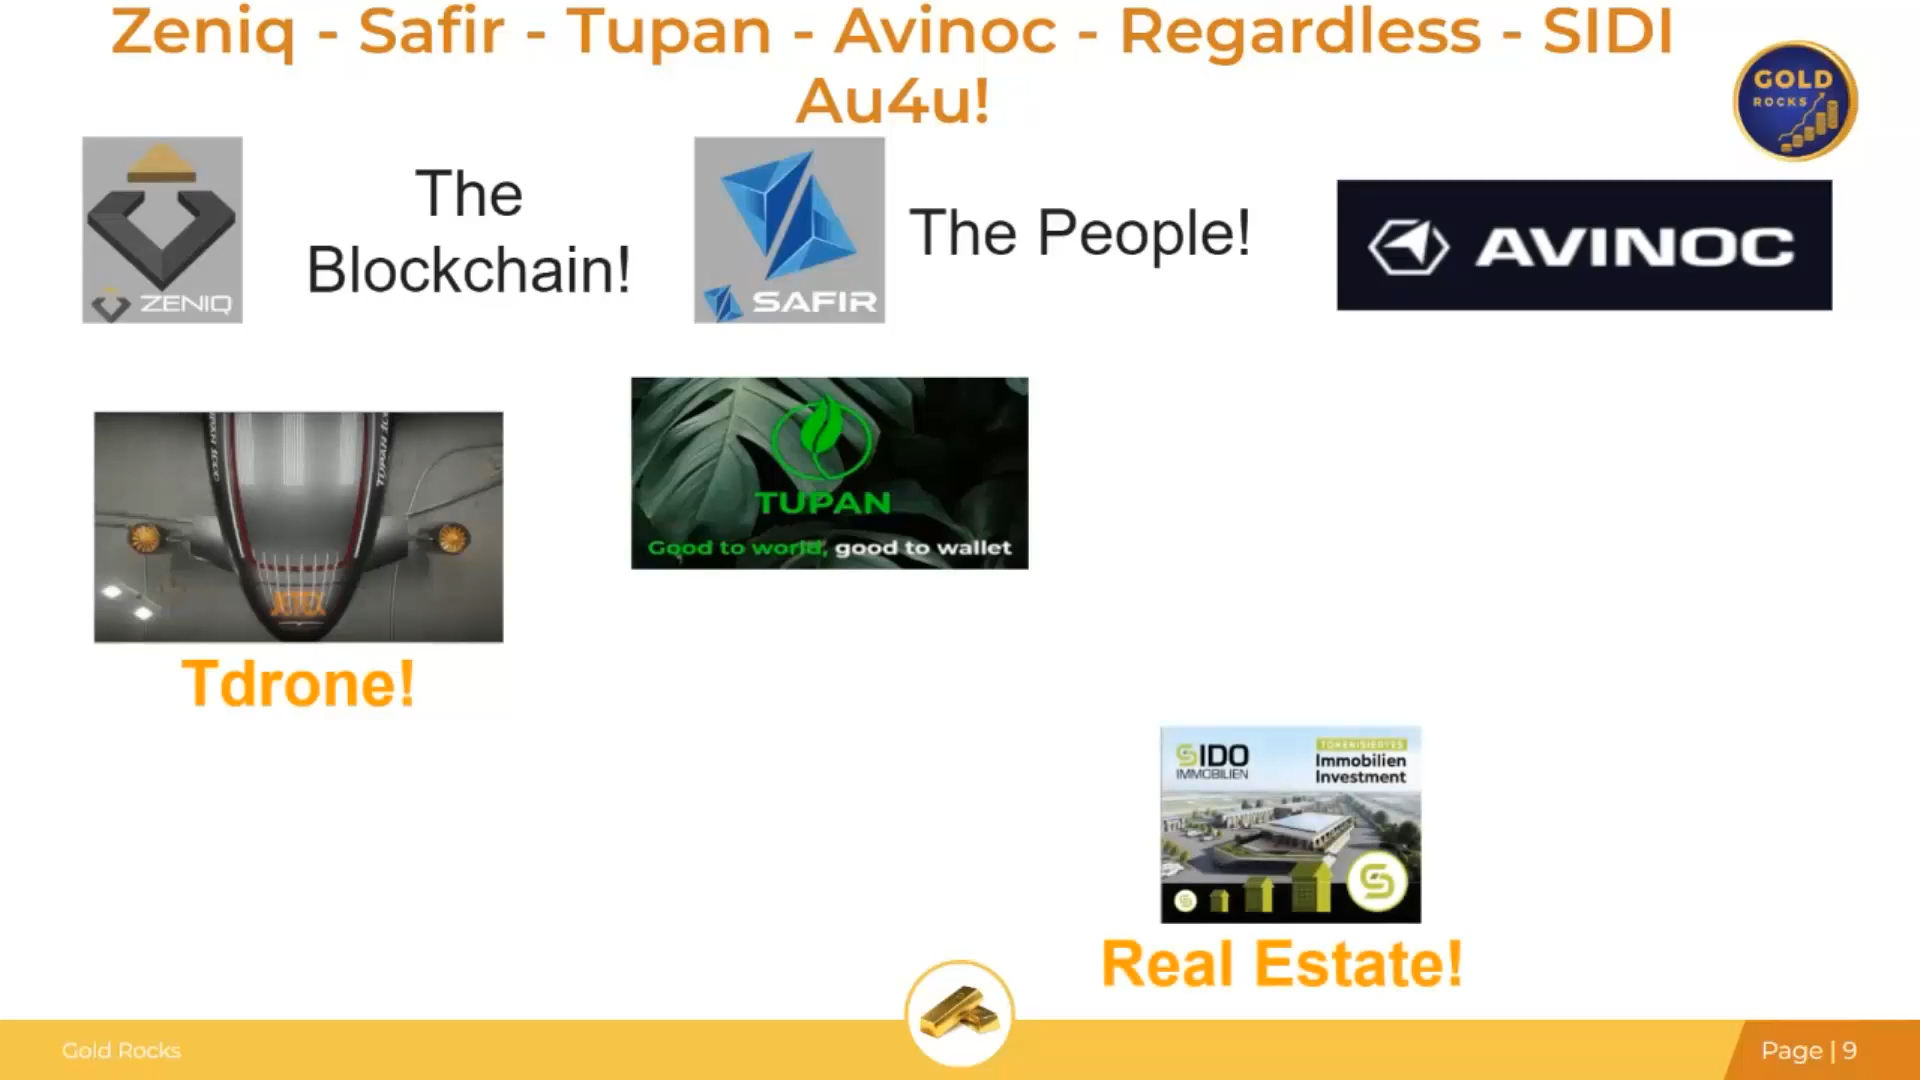 Zeniq - Safir - Tupan - Avinoc - Regardless - SIDI
Au4u!
GOLD
ROCKS
ZENIQ
The
Blockchain!
SAFIR
The People!
AVINOC
TUPAN
Good to world, good to wallet
JETEX
Tdrone!
SIDO
IMMOBILIEN
TOKENISIERTES
Immobilien
Investment
Real Estate!
Gold Rocks
Page | 9